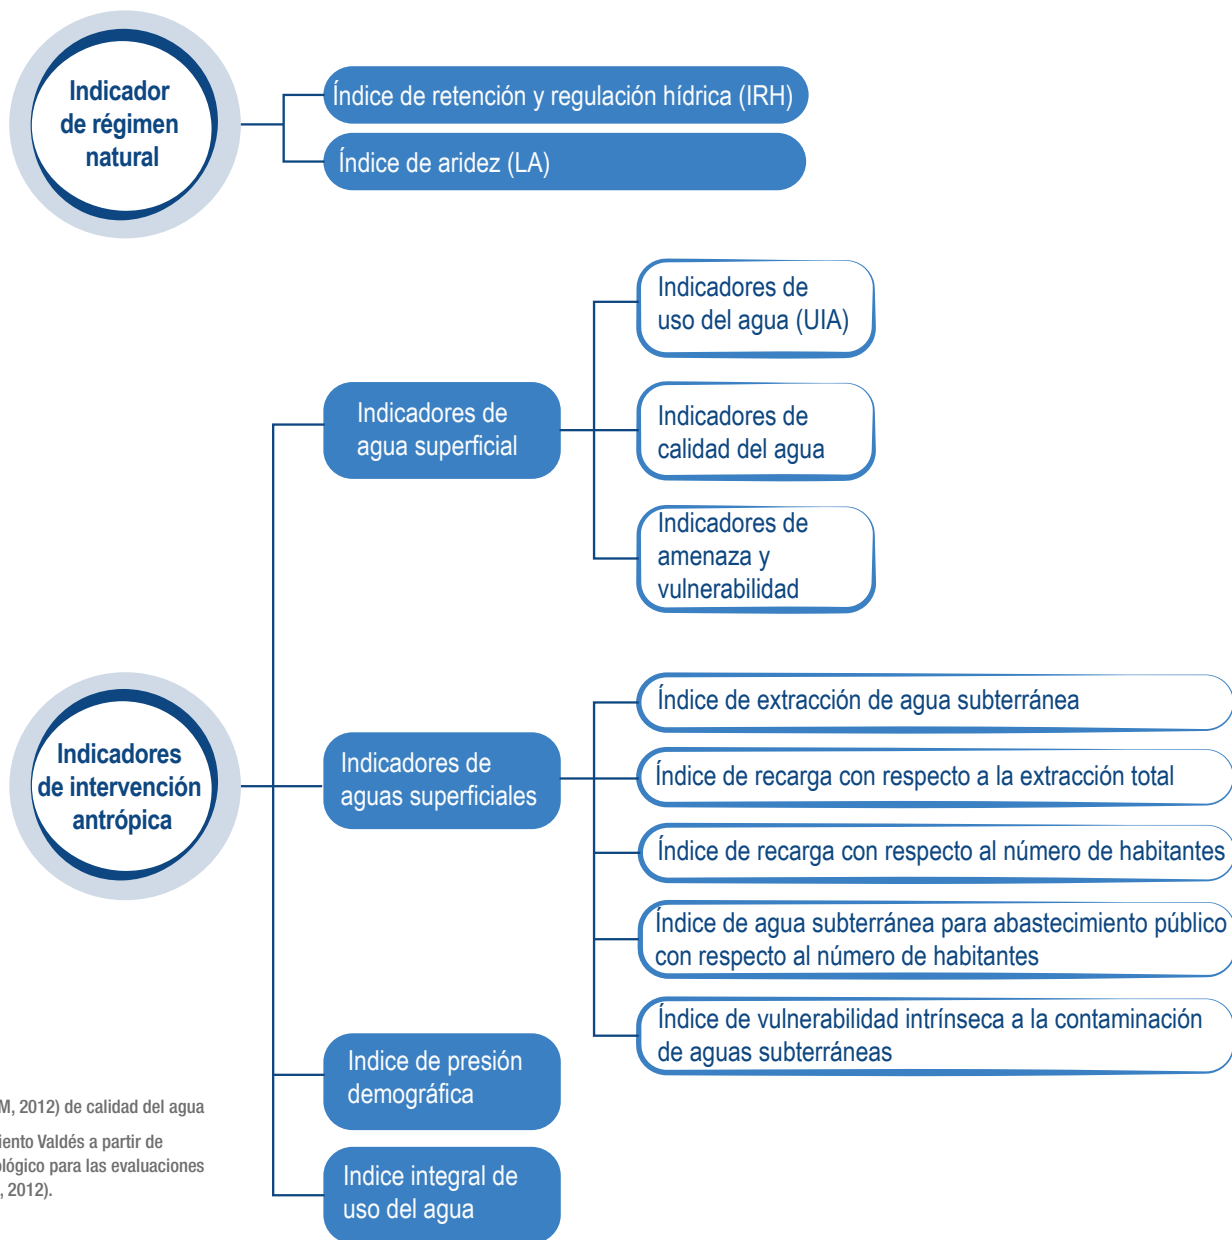 Indicador
de régimen
natural
Índice de retención y regulación hídrica (IRH)
Índice de aridez (LA)
Indicadores de
uso del agua (UIA)
Indicadores de
agua superficial
Indicadores de
calidad del agua
Indicadores de
amenaza y
vulnerabilidad
Indicadores
de intervención
antrópica
Indicadores de
aguas superficiales
Índice de extracción de agua subterránea
Índice de recarga con respecto a la extracción total
Índice de recarga con respecto al número de habitantes
Índice de agua subterránea para abastecimiento público
con respecto al número de habitantes
Índice de vulnerabilidad intrínseca a la contaminación
de aguas subterráneas
Indice de presión
demográfica
Indice integral de
uso del agua
M, 2012) de calidad del agua
iento Valdés a partir de
ológico para las evaluaciones
, 2012).